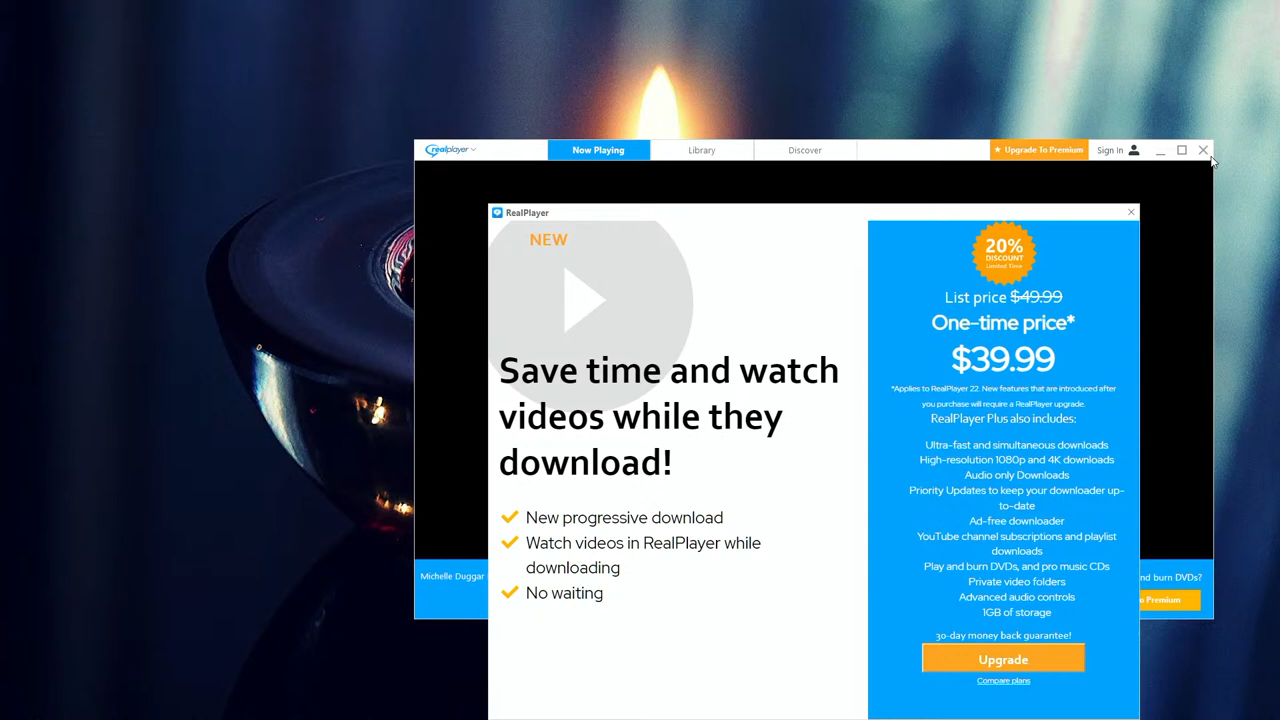 realplayer
Now Playing
Library
Discover
★ Upgrade To Premium
Sign In
RealPlayer
NEW
Save time and watch
videos while they
download!
New progressive download
Watch videos in RealPlayer while
downloading
No waiting
20%
DISCOUNT
Limited Time
List price $49.99
One-time price*
$39.99
*Applies to RealPlayer 22. New features that are introduced after
you purchase will require a RealPlayer upgrade.
RealPlayer Plus also includes:
Ultra-fast and simultaneous downloads
High-resolution 1080p and 4K downloads
Audio only Downloads
Priority Updates to keep your downloader up-
to-date
Ad-free downloader
YouTube channel subscriptions and playlist
downloads
Play and burn DVDs, and pro music CDs
Private video folders
Advanced audio controls
1GB of storage
30-day money back guarantee!
Upgrade
Compare plans
Michelle Duggar
burn DVDs?
Premium